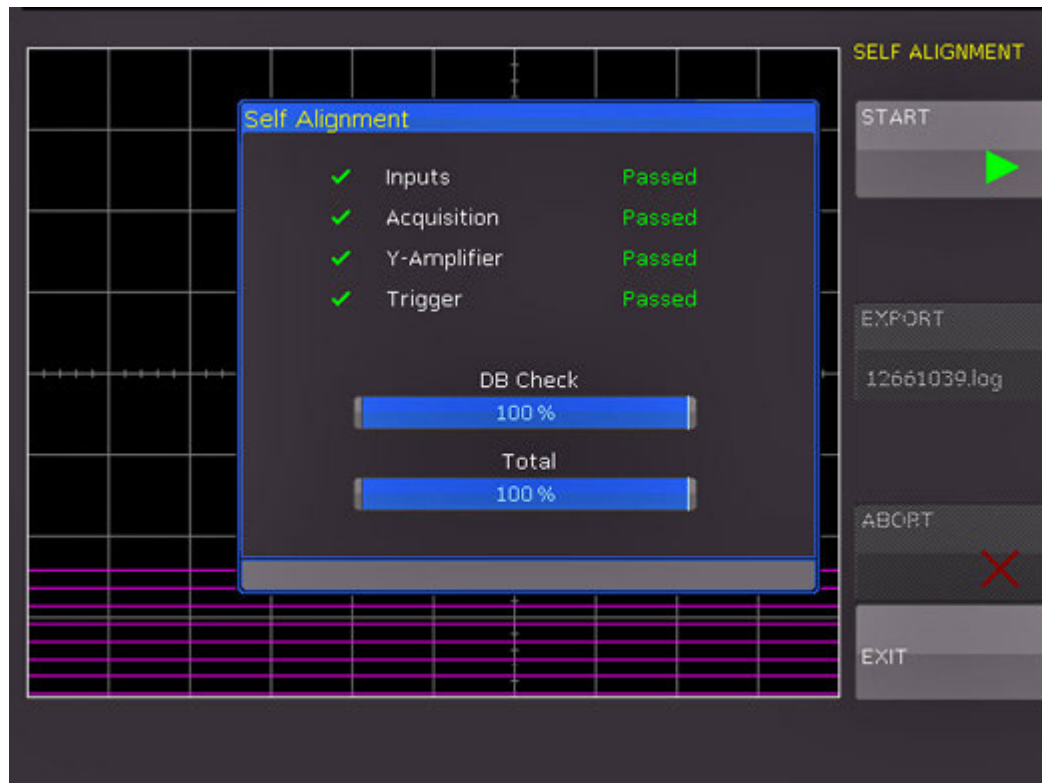 SELF ALIGNMENT
Self Alignment
Inputs Passed
Acquisition Passed
Y-Amplifier Passed
Trigger Passed
DB Check
100 %
Total
100 %
START
EXPORT
12661039.log
ABORT
EXIT